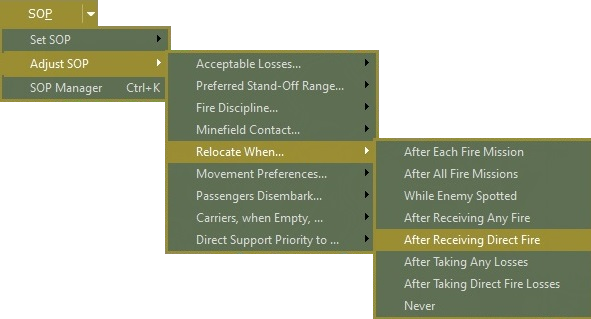 SOP
Set SOP
Adjust SOP
SOP Manager Ctrl+K
Acceptable Losses...
Preferred Stand-Off Range...
Fire Discipline...
Minefield Contact...
Relocate When...
Movement Preferences...
Passengers Disembark...
Carriers, when Empty, ...
Direct Support Priority to ...
After Each Fire Mission
After All Fire Missions
While Enemy Spotted
After Receiving Any Fire
After Receiving Direct Fire
After Taking Any Losses
After Taking Direct Fire Losses
Never